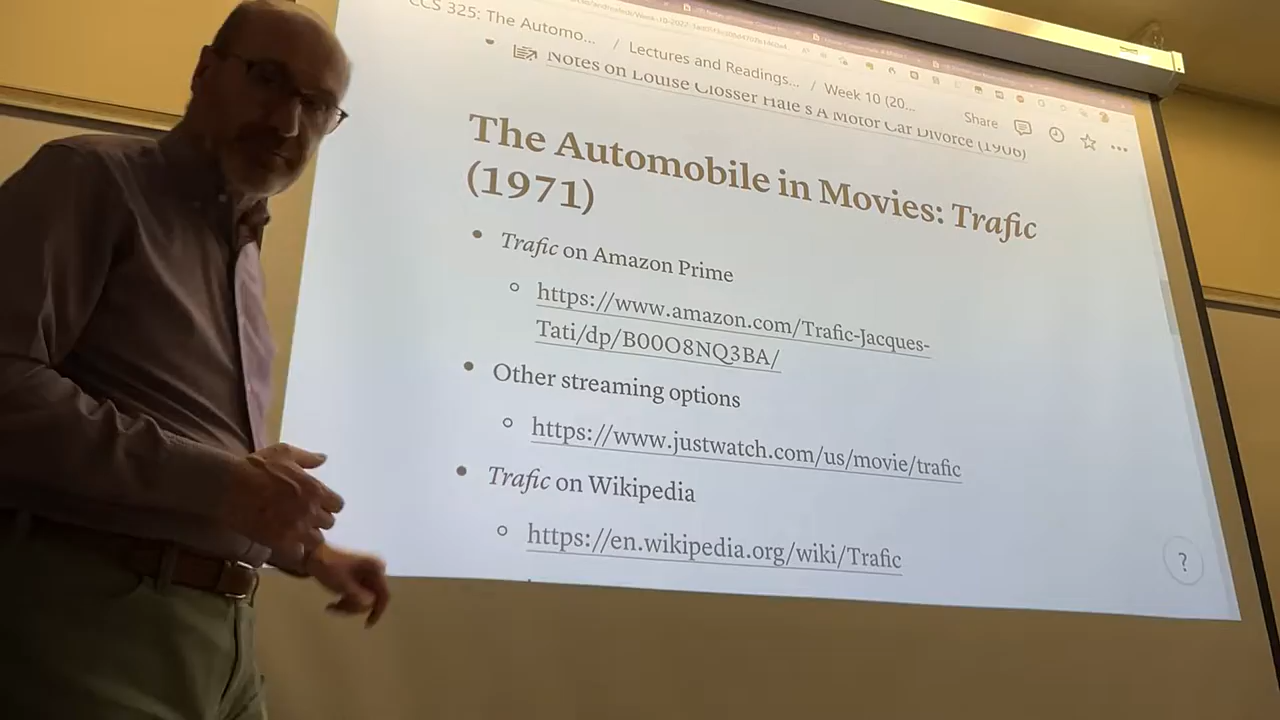 CCS 325: The Automo... / Lectures and Readings... / Week 10 (20...
Share
Notes on Louise Closser Hale's A Motor Car Divorce (1906)
The Automobile in Movies: Trafic
(1971)
Trafic on Amazon Prime
https://www.amazon.com/Trafic-Jacques-
Tati/dp/B00O8NQ3BA/
Other streaming options
https://www.justwatch.com/us/movie/trafic
Trafic on Wikipedia
https://en.wikipedia.org/wiki/Trafic
?